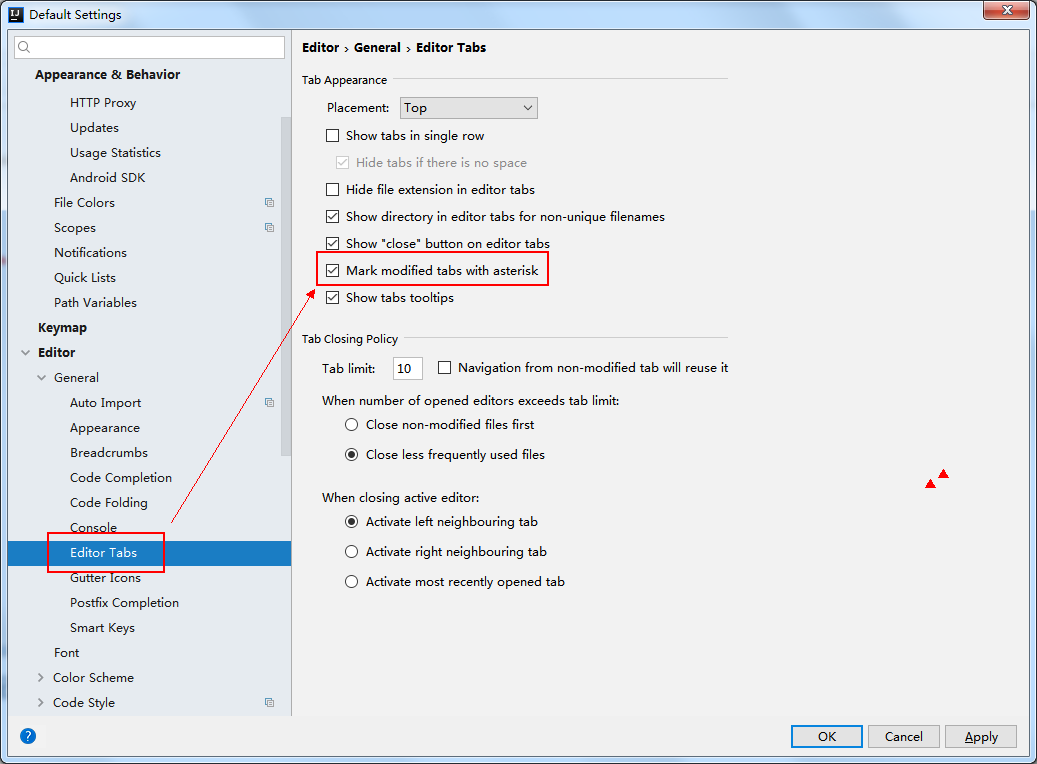 IJ
Default Settings
Appearance & Behavior
HTTP Proxy
Updates
Usage Statistics
Android SDK
File Colors
Scopes
Notifications
Quick Lists
Path Variables
Keymap
Editor
General
Auto Import
Appearance
Breadcrumbs
Code Completion
Code Folding
Console
Editor Tabs
Gutter Icons
Postfix Completion
Smart Keys
Font
Color Scheme
Code Style
Editor › General › Editor Tabs
Tab Appearance
Placement: Top
Show tabs in single row
Hide tabs if there is no space
Hide file extension in editor tabs
Show directory in editor tabs for non-unique filenames
Show "close" button on editor tabs
Mark modified tabs with asterisk
Show tabs tooltips
Tab Closing Policy
Tab limit: 10 Navigation from non-modified tab will reuse it
When number of opened editors exceeds tab limit:
Close non-modified files first
Close less frequently used files
When closing active editor:
Activate left neighbouring tab
Activate right neighbouring tab
Activate most recently opened tab
? OK Cancel Apply